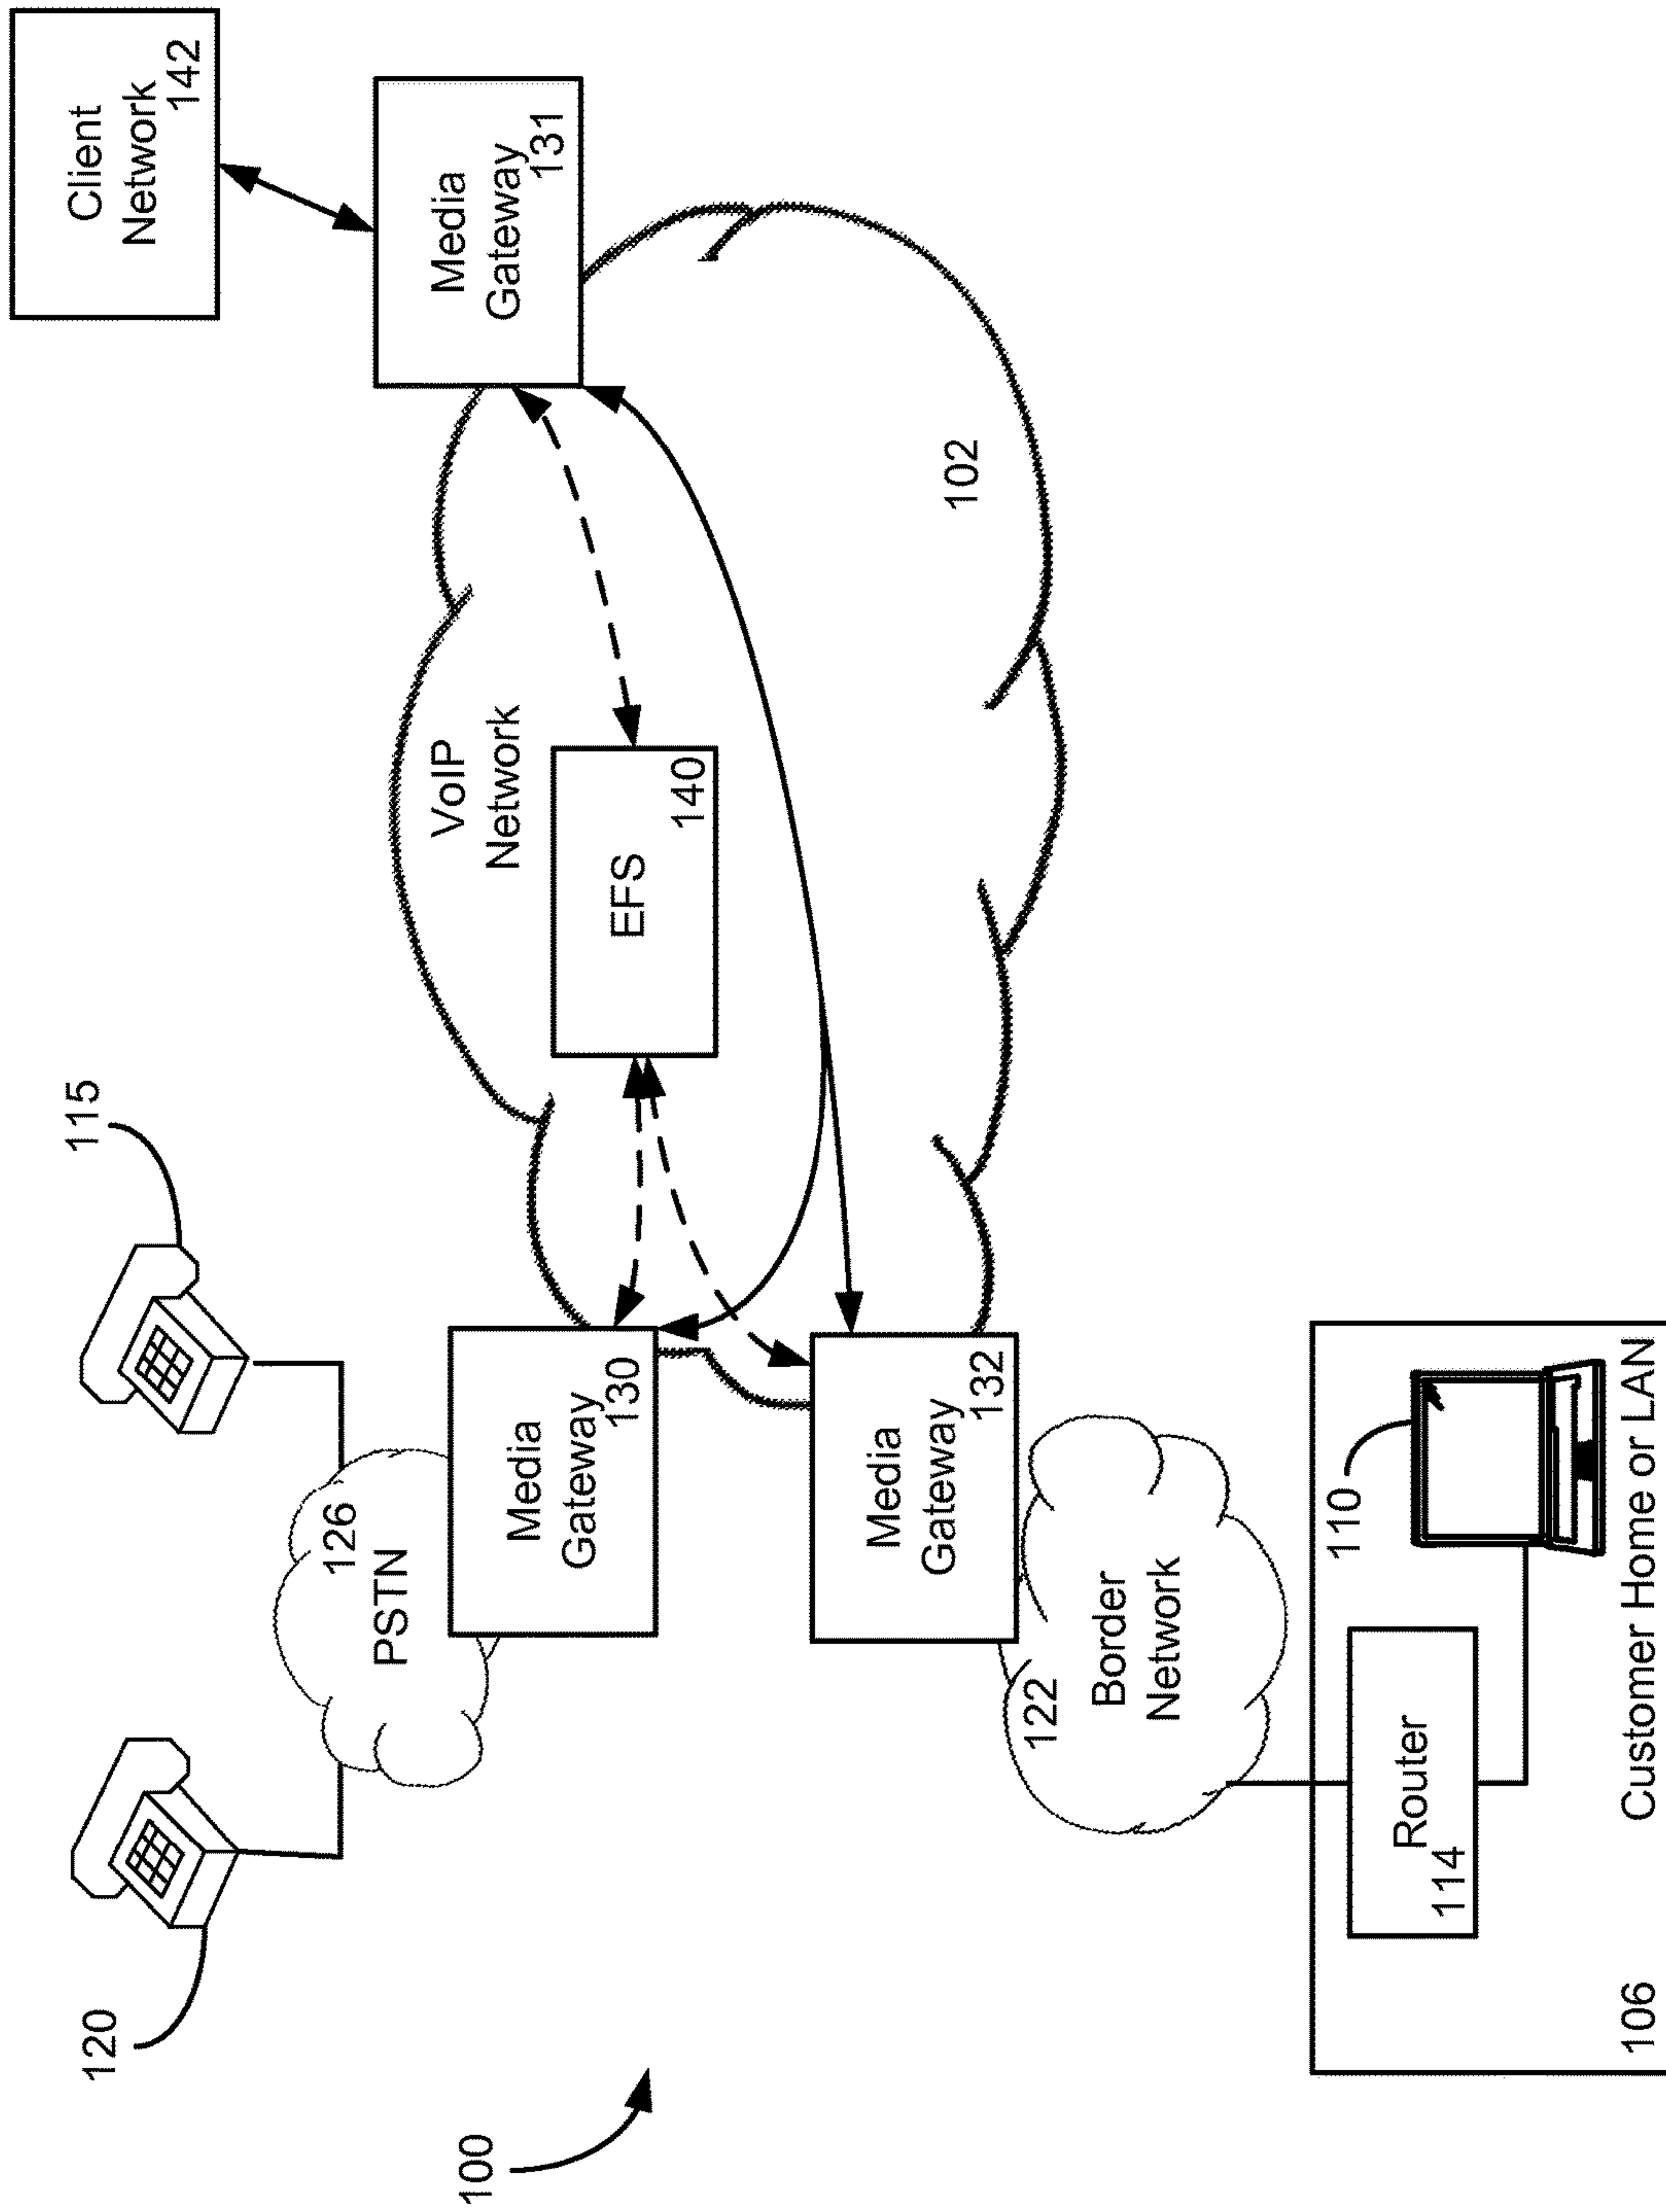 100
120
115
126
PSTN
Media
Gateway
130
VoIP
Network
EFS
140
Client
Network
142
Media
Gateway
131
102
Media
Gateway
132
122
Border
Network
110
Router
114
106
Customer Home or LAN